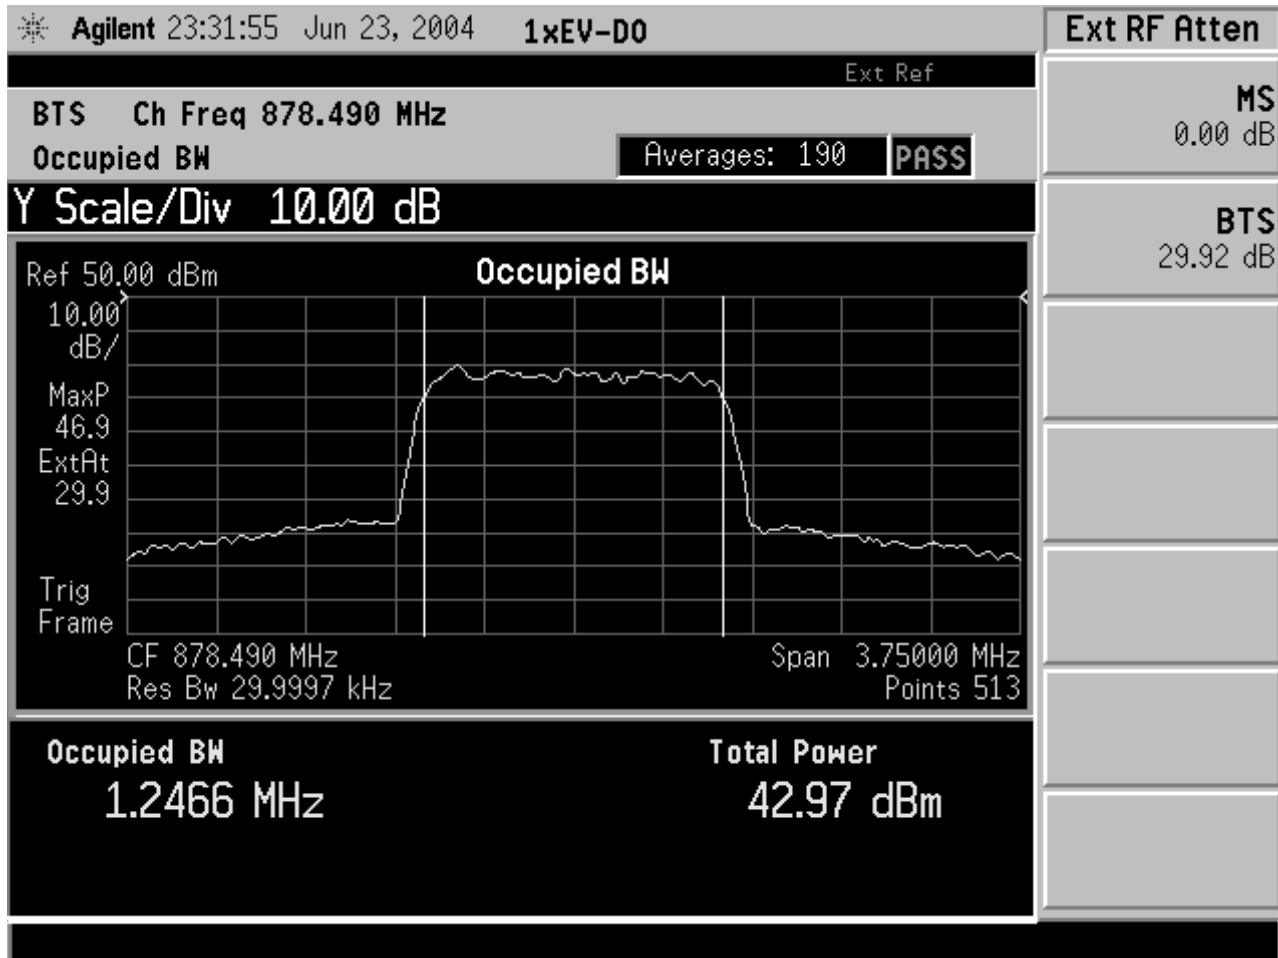 Agilent 23:31:55 Jun 23, 2004 1xEV-DO
Ext RF Atten
Ext Ref
BTS Ch Freq 878.490 MHz
Occupied BW
Averages: 190 PASS
Y Scale/Div 10.00 dB
MS
0.00 dB
BTS
29.92 dB
Ref 50.00 dBm
Occupied BW
10.00
dB/
MaxP
46.9
ExtAt
29.9
Trig
Frame
CF 878.490 MHz
Span 3.75000 MHz
Res Bw 29.9997 kHz
Points 513
Occupied BW
Total Power
1.2466 MHz
42.97 dBm